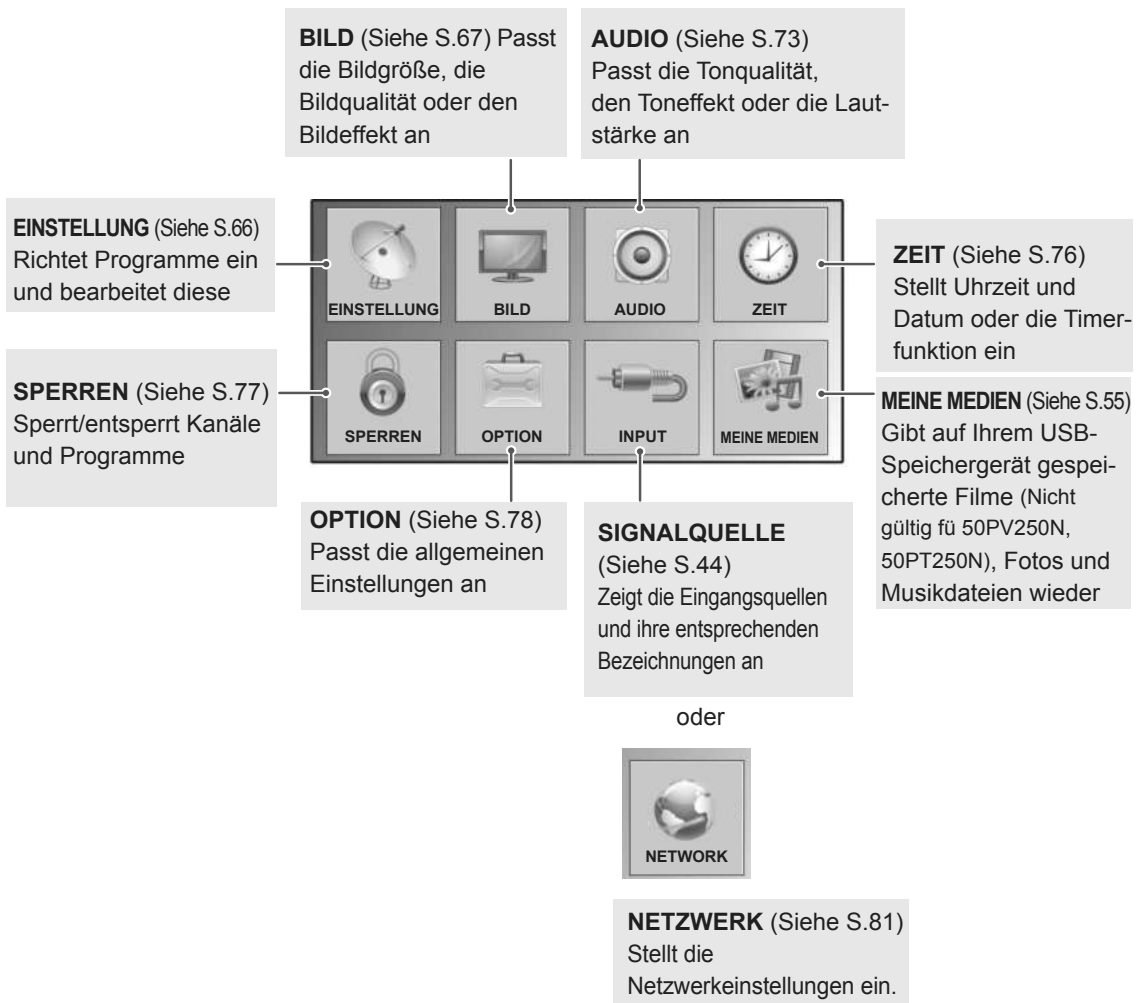 BILD (Siehe S.67) Passt
die Bildgröße, die
Bildqualität oder den
Bildeffekt an
AUDIO (Siehe S.73)
Passt die Tonqualität,
den Toneffekt oder die Laut-
stärke an
EINSTELLUNG (Siehe S.66)
Richtet Programme ein
und bearbeitet diese
SPERREN (Siehe S.77)
Sperrt/entsperrt Kanäle
und Programme
EINSTELLUNG
BILD
AUDIO
ZEIT
SPERREN
OPTION
INPUT
MEINE MEDIEN
ZEIT (Siehe S.76)
Stellt Uhrzeit und
Datum oder die Timer-
funktion ein
MEINE MEDIEN (Siehe S.55)
Gibt auf Ihrem USB-
Speichergerät gespei-
cherte Filme (Nicht
gültig fü 50PV250N,
50PT250N), Fotos und
Musikdateien wieder
OPTION (Siehe S.78)
Passt die allgemeinen
Einstellungen an
SIGNALQUELLE
(Siehe S.44)
Zeigt die Eingangsquellen
und ihre entsprechenden
Bezeichnungen an
oder
NETWORK
NETZWERK (Siehe S.81)
Stellt die
Netzwerkeinstellungen ein.